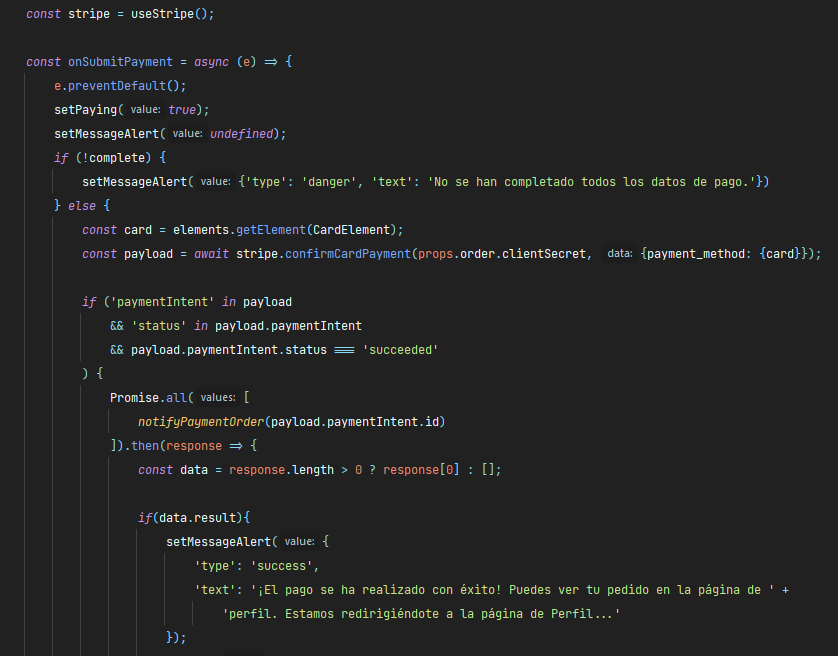 const stripe = useStripe();
const onSubmitPayment = async (e) => {
e.preventDefault();
setPaying( value: true);
setMessageAlert( value: undefined);
if (!complete) {
setMessageAlert( value: {'type': 'danger', 'text': 'No se han completado todos los datos de pago.'})
} else {
const card = elements.getElement(CardElement);
const payload = await stripe.confirmCardPayment(props.order.clientSecret, data: {payment_method: {card}});
if ('paymentIntent' in payload
&& 'status' in payload.paymentIntent
&& payload.paymentIntent.status === 'succeeded'
) {
Promise.all( values: [
notifyPaymentOrder(payload.paymentIntent.id)
]).then(response => {
const data = response.length > 0 ? response[0] : [];
if(data.result){
setMessageAlert( value: {
'type': 'success',
'text': '¡El pago se ha realizado con éxito! Puedes ver tu pedido en la página de ' +
'perfil. Estamos redirigiéndote a la página de Perfil...'
});